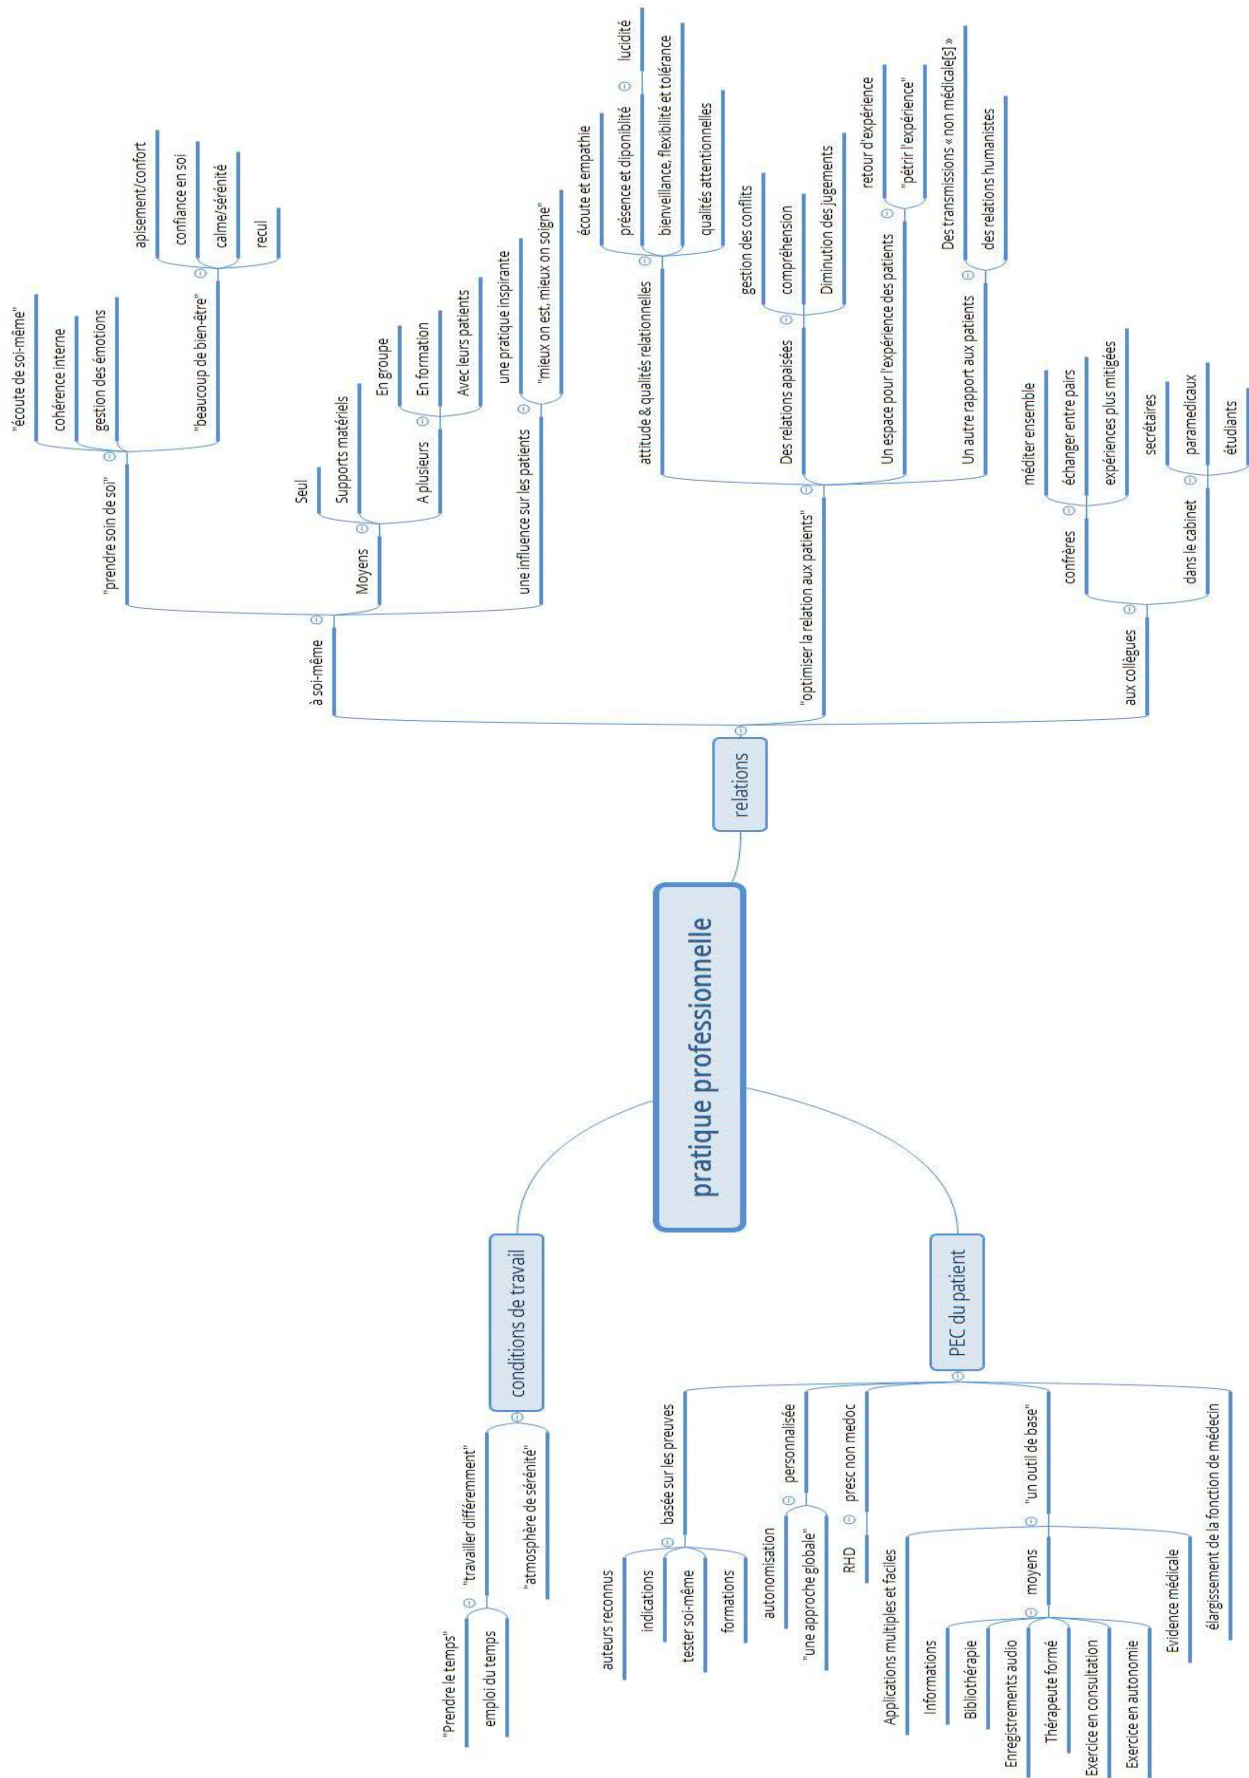 pratique professionnelle
relations
à soi-même
"prendre soin de soi"
"écoute de soi-même"
cohérence interne
gestion des émotions
"beaucoup de bien-être"
apisement/confort
confiance en soi
calme/sérénité
recul
Moyens
Seul
Supports matériels
A plusieurs
En groupe
En formation
Avec leurs patients
une influence sur les patients
une pratique inspirante
"mieux on est, mieux on soigne"
"optimiser la relation aux patients"
attitude & qualités relationnelles
écoute et empathie
présence et diponiblité
lucidité
bienveillance, flexibilité et tolérance
qualités attentionnelles
Des relations apaisées
gestion des conflits
compréhension
Diminution des jugements
Un espace pour l'expérience des patients
retour d'expérience
"pétrir l'expérience"
Un autre rapport aux patients
Des transmissions « non médicale[s] »
des relations humanistes
aux collègues
confrères
méditer ensemble
échanger entre pairs
expériences plus mitigées
dans le cabinet
secrétaires
paramedicaux
étudiants
conditions de travail
"travailler différemment"
"Prendre le temps"
emploi du temps
"atmosphère de sérénité"
PEC du patient
basée sur les preuves
auteurs reconnus
indications
tester soi-même
formations
personnalisée
autonomisation
"une approche globale"
presc non medoc
RHD
"un outil de base"
Applications multiples et faciles
moyens
Informations
Bibliothérapie
Enregistrements audio
Thérapeute formé
Exercice en consultation
Exercice en autonomie
Evidence médicale
élargissement de la fonction de médecin